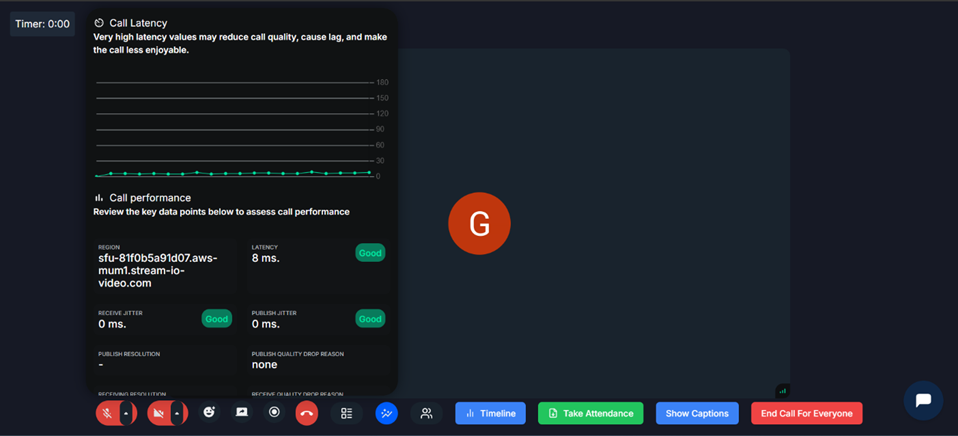 Timer: 0:00
Call Latency
Very high latency values may reduce call quality, cause lag, and make
the call less enjoyable.
180
150
120
90
60
30
0
Call performance
Review the key data points below to assess call performance
REGION
sfu-81f0b5a91d07.aws-
mum1.stream-io-
video.com
LATENCY
8 ms.
Good
RECEIVE JITTER
0 ms.
Good
PUBLISH JITTER
0 ms.
Good
PUBLISH RESOLUTION
-
PUBLISH QUALITY DROP REASON
none
RECEIVING RESOLUTION
RECEIVE QUALITY DROP REASON
G
Timeline
Take Attendance
Show Captions
End Call For Everyone